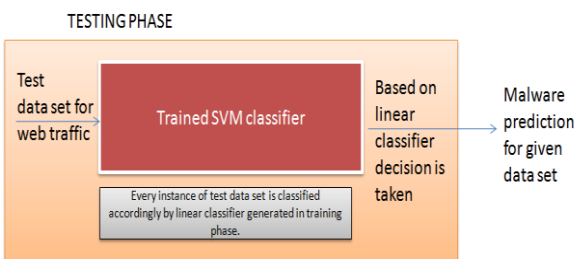 TESTING PHASE
Test
data set for
web traffic
Trained SVM classifier
Every instance of test data set is classified
accordingly by linear classifier generated in training
phase.
Based on
linear
classifier
decision is
taken
Malware
prediction
for given
data set